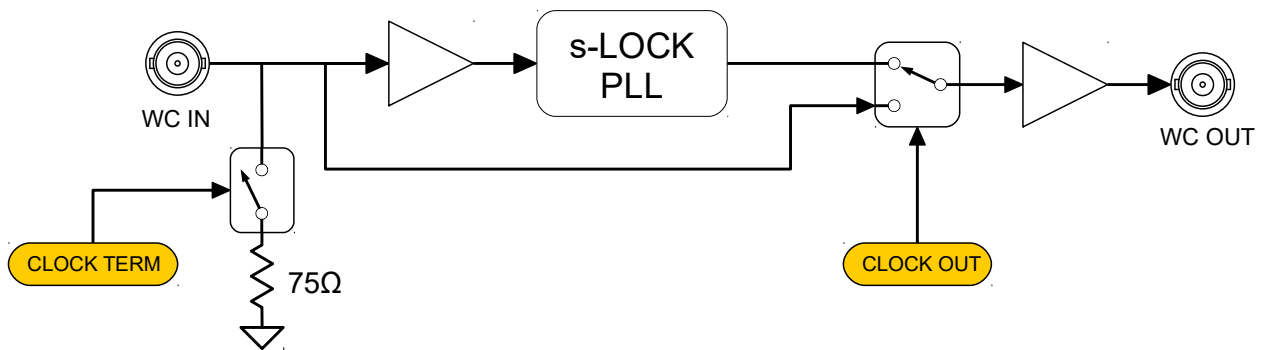 s-LOCK
PLL
WC IN
WC OUT
CLOCK TERM
CLOCK OUT
75Ω